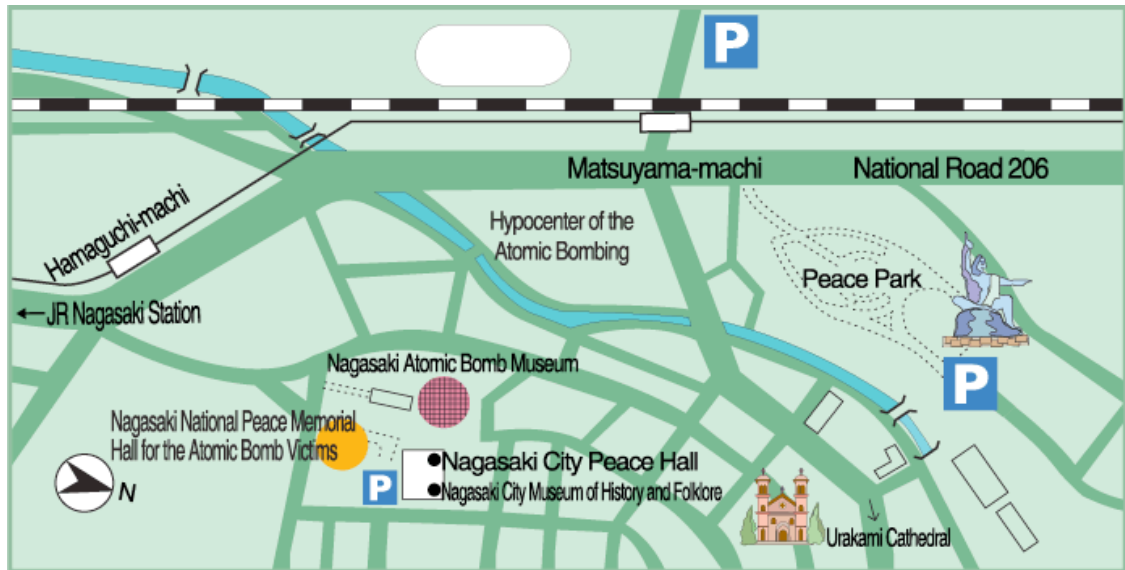 P
Matsuyama-machi
National Road 206
Hamaguchi-machi
Hypocenter of the
Atomic Bombing
Peace Park
←JR Nagasaki Station
Nagasaki Atomic Bomb Museum
P
Nagasaki National Peace Memorial
Hall for the Atomic Bomb Victims
Nagasaki City Peace Hall
P
Nagasaki City Museum of History and Folklore
N
Urakami Cathedral